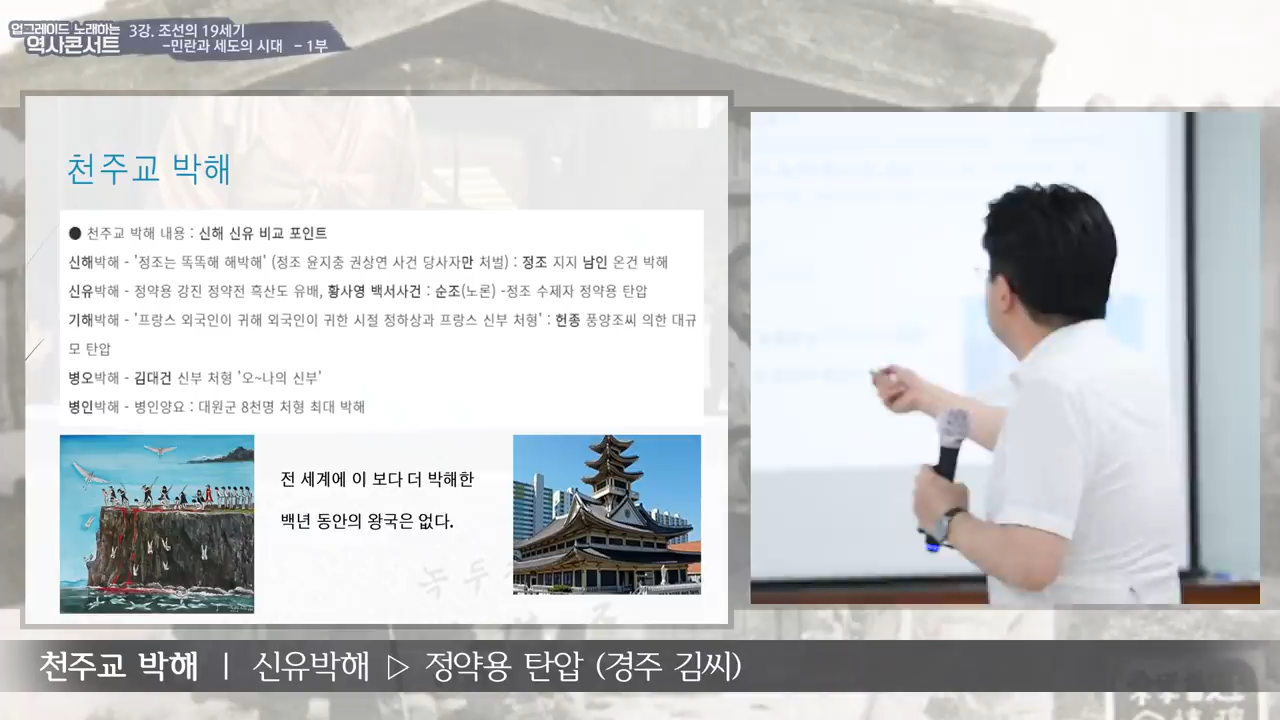 업그레이드 노래하는
역사콘서트
3강. 조선의 19세기
-민란과 세도의 시대 - 1부
천주교 박해
● 천주교 박해 내용 : 신해 신유 비교 포인트
신해박해 - '정조는 똑똑해 해박해' (정조 윤지충 권상연 사건 당사자만 처벌) : 정조 지지 남인 온건 박해
신유박해 - 정약용 강진 정약전 흑산도 유배, 황사영 백서사건 : 순조(노론) -정조 수제자 정약용 탄압
기해박해 - '프랑스 외국인이 귀해 외국인이 귀한 시절 정하상과 프랑스 신부 처형' : 헌종 풍양조씨 의한 대규
모 탄압
병오박해 - 김대건 신부 처형 '오~나의 신부'
병인박해 - 병인양요 : 대원군 8천명 처형 최대 박해
전 세계에 이 보다 더 박해한
백년 동안의 왕국은 없다.
녹두
천주교 박해 | 신유박해 ▷ 정약용 탄압 (경주 김씨)